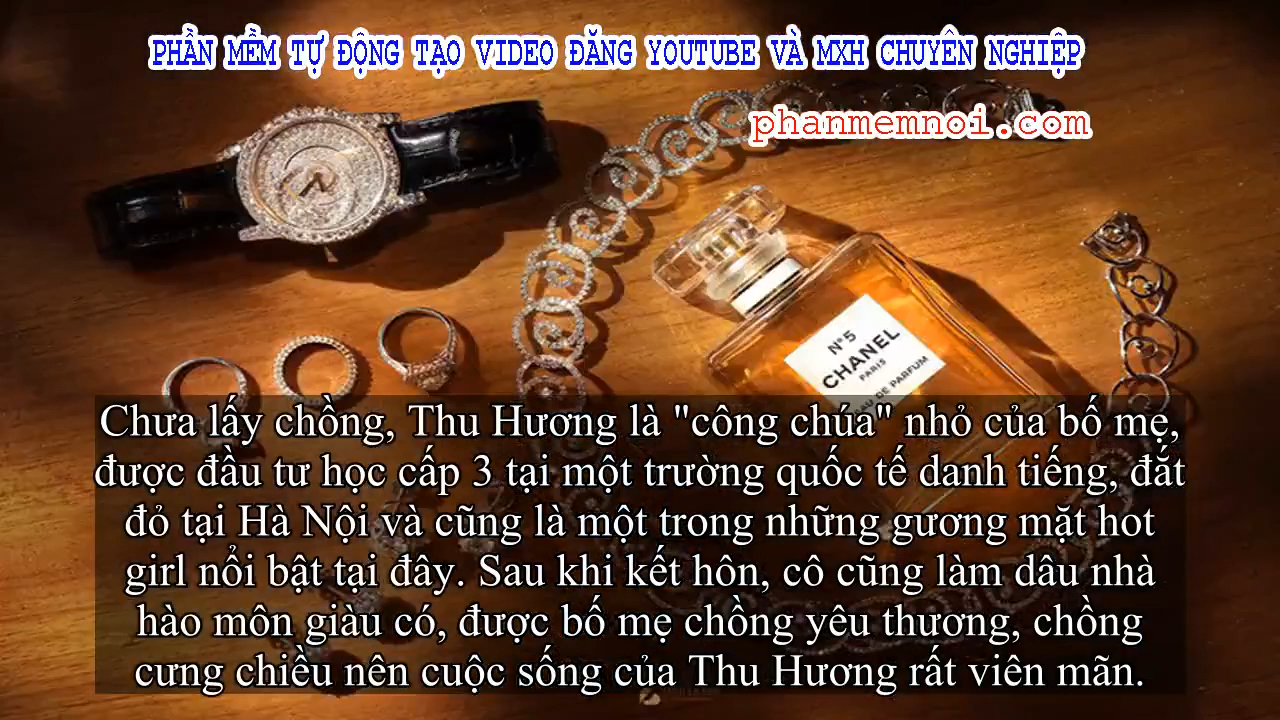 PHẦN MỀM TỰ ĐỘNG TẠO VIDEO ĐĂNG YOUTUBE VÀ MXH CHUYÊN NGHIỆP
phanmemnoi.com
N°5
CHANEL
PARIS
EAU DE PARFUM
Chưa lấy chồng, Thu Hương là "công chúa" nhỏ của bố mẹ,
được đầu tư học cấp 3 tại một trường quốc tế danh tiếng, đắt
đỏ tại Hà Nội và cũng là một trong những gương mặt hot
girl nổi bật tại đây. Sau khi kết hôn, cô cũng làm dâu nhà
hào môn giàu có, được bố mẹ chồng yêu thương, chồng
cưng chiều nên cuộc sống của Thu Hương rất viên mãn.